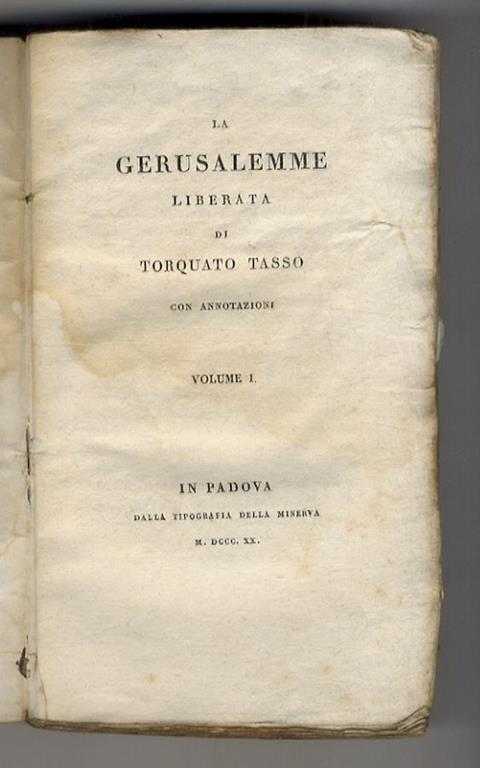 LA
GERUSALEMME
LIBERATA
DI
TORQUATO TASSO
CON ANNOTAZIONI
VOLUME I.
IN PADOVA
DALLA TIPOGRAFIA DELLA MINERVA
M. DCCC. XX.